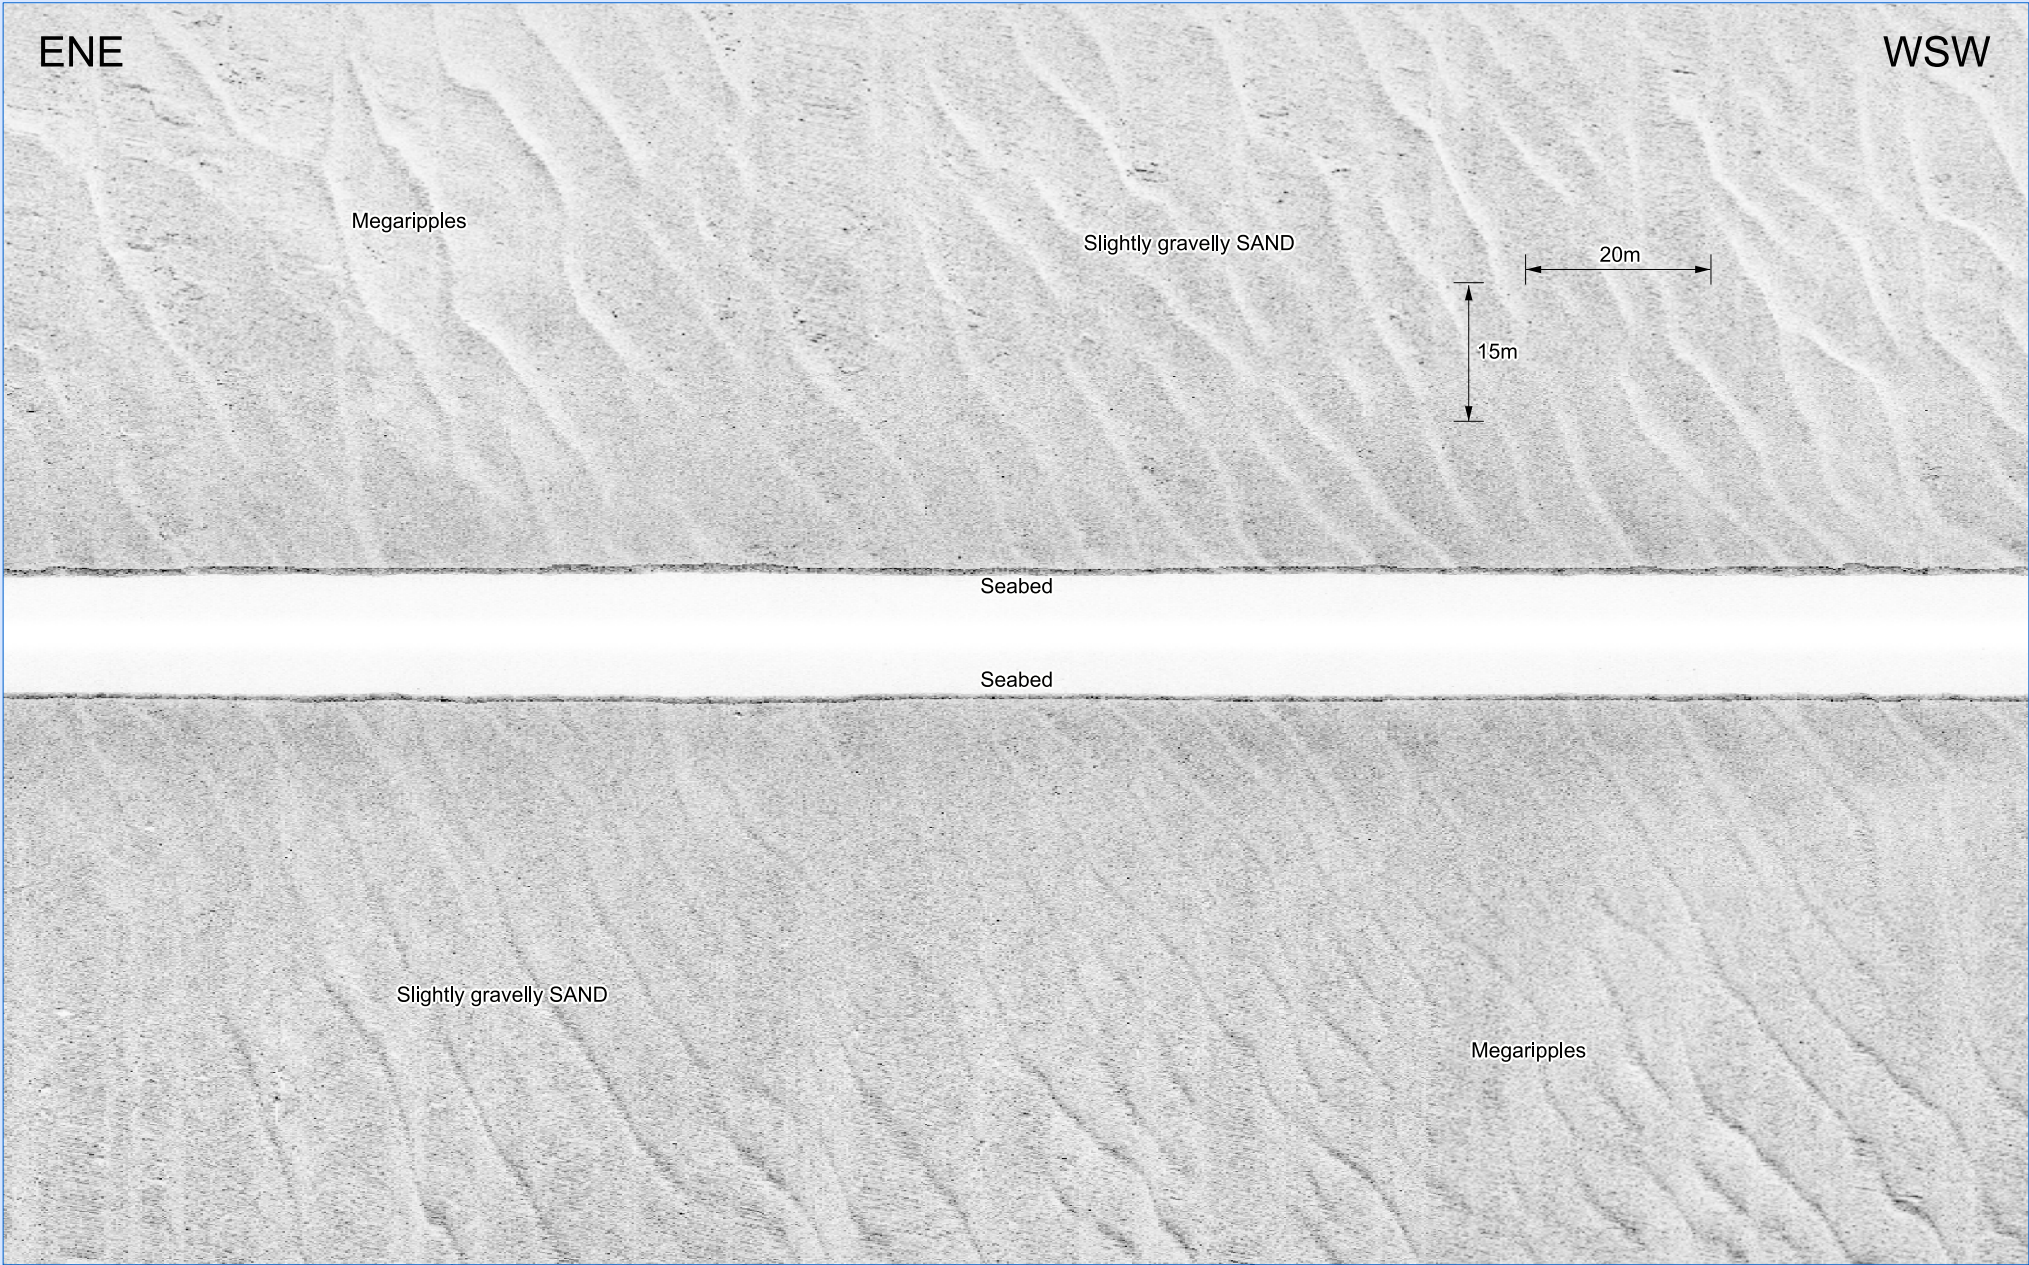 ENE
WSW
Megaripples
Slightly gravelly SAND
20m
15m
Seabed
Seabed
Slightly gravelly SAND
Megaripples